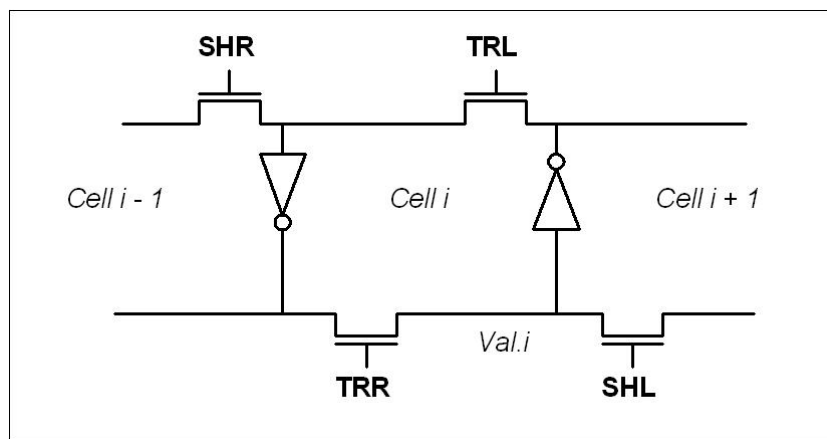 SHR TRL
Cell i - 1 Cell i Cell i + 1
Val.i
TRR SHL